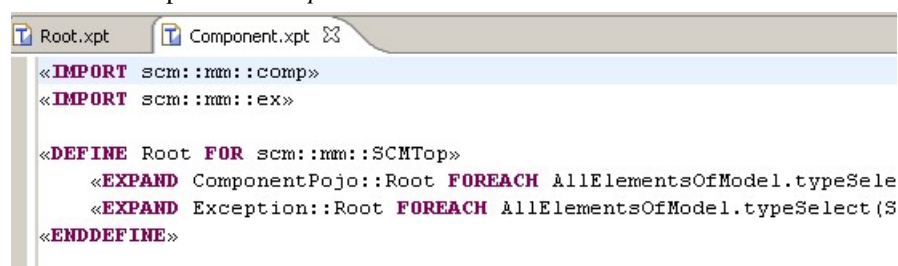 Root.xpt Component.xpt
«IMPORT scm::mm::comp»
«IMPORT scm::mm::ex»
«DEFINE Root FOR scm::mm::SCMTop»
«EXPAND ComponentPojo::Root FOREACH AllElementsOfModel.typeSele
«EXPAND Exception::Root FOREACH AllElementsOfModel.typeSelect(S
«ENDDEFINE»